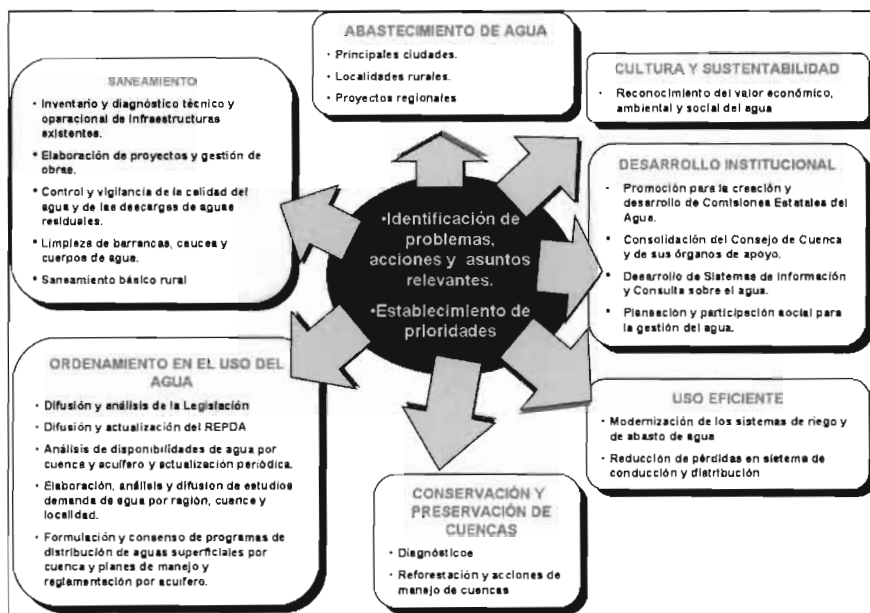 ABASTECIMIENTO DE AGUA
• Principales ciudades.
• Localidades rurales.
• Proyectos regionales
SANEAMIENTO
• Inventario y diagnóstico técnico y
operacional de infraestructuras
existentes.
• Elaboración de proyectos y gestión de
obras.
• Control y vigilancia de la calidad del
agua y de las descargas de aguas
residuales.
• Limpieza de barrancas, cauces y
cuerpos de agua.
• Saneamiento básico rural
CULTURA Y SUSTENTABILIDAD
• Reconocimiento del valor económico,
ambiental y social del agua
DESARROLLO INSTITUCIONAL
• Promoción para la creación y
desarrollo de Comisiones Estatales del
Agua.
• Consolidación del Consejo de Cuenca
y de sus órganos de apoyo.
• Desarrollo de Sistemas de Información
y Consulta sobre el agua.
• Planeación y participación social para
la gestión del agua.
•Identificación de
problemas,
acciones y asuntos
relevantes.
•Establecimiento de
prioridades
ORDENAMIENTO EN EL USO DEL
AGUA
• Difusión y análisis de la Legislación
• Difusión y actualización del REPDA
• Análisis de disponibilidades de agua por
cuenca y acuífero y actualización periódica.
• Elaboración, análisis y difusion de estudios
demanda de agua por región, cuance y
localidad.
• Formulación y consenso de programas de
distribución de aguas superficiales por
cuenca y planes de manejo y
reglamentación por acuífero.
USO EFICIENTE
• Modernización de los sistemas de riego y
de abasto de agua
• Reducción de pérdidas en sistema de
conducción y distribución
CONSERVACIÓN Y
PRESERVACIÓN DE
CUENCAS
• Diagnósticos
• Reforestación y acciones de
manejo de cuencas